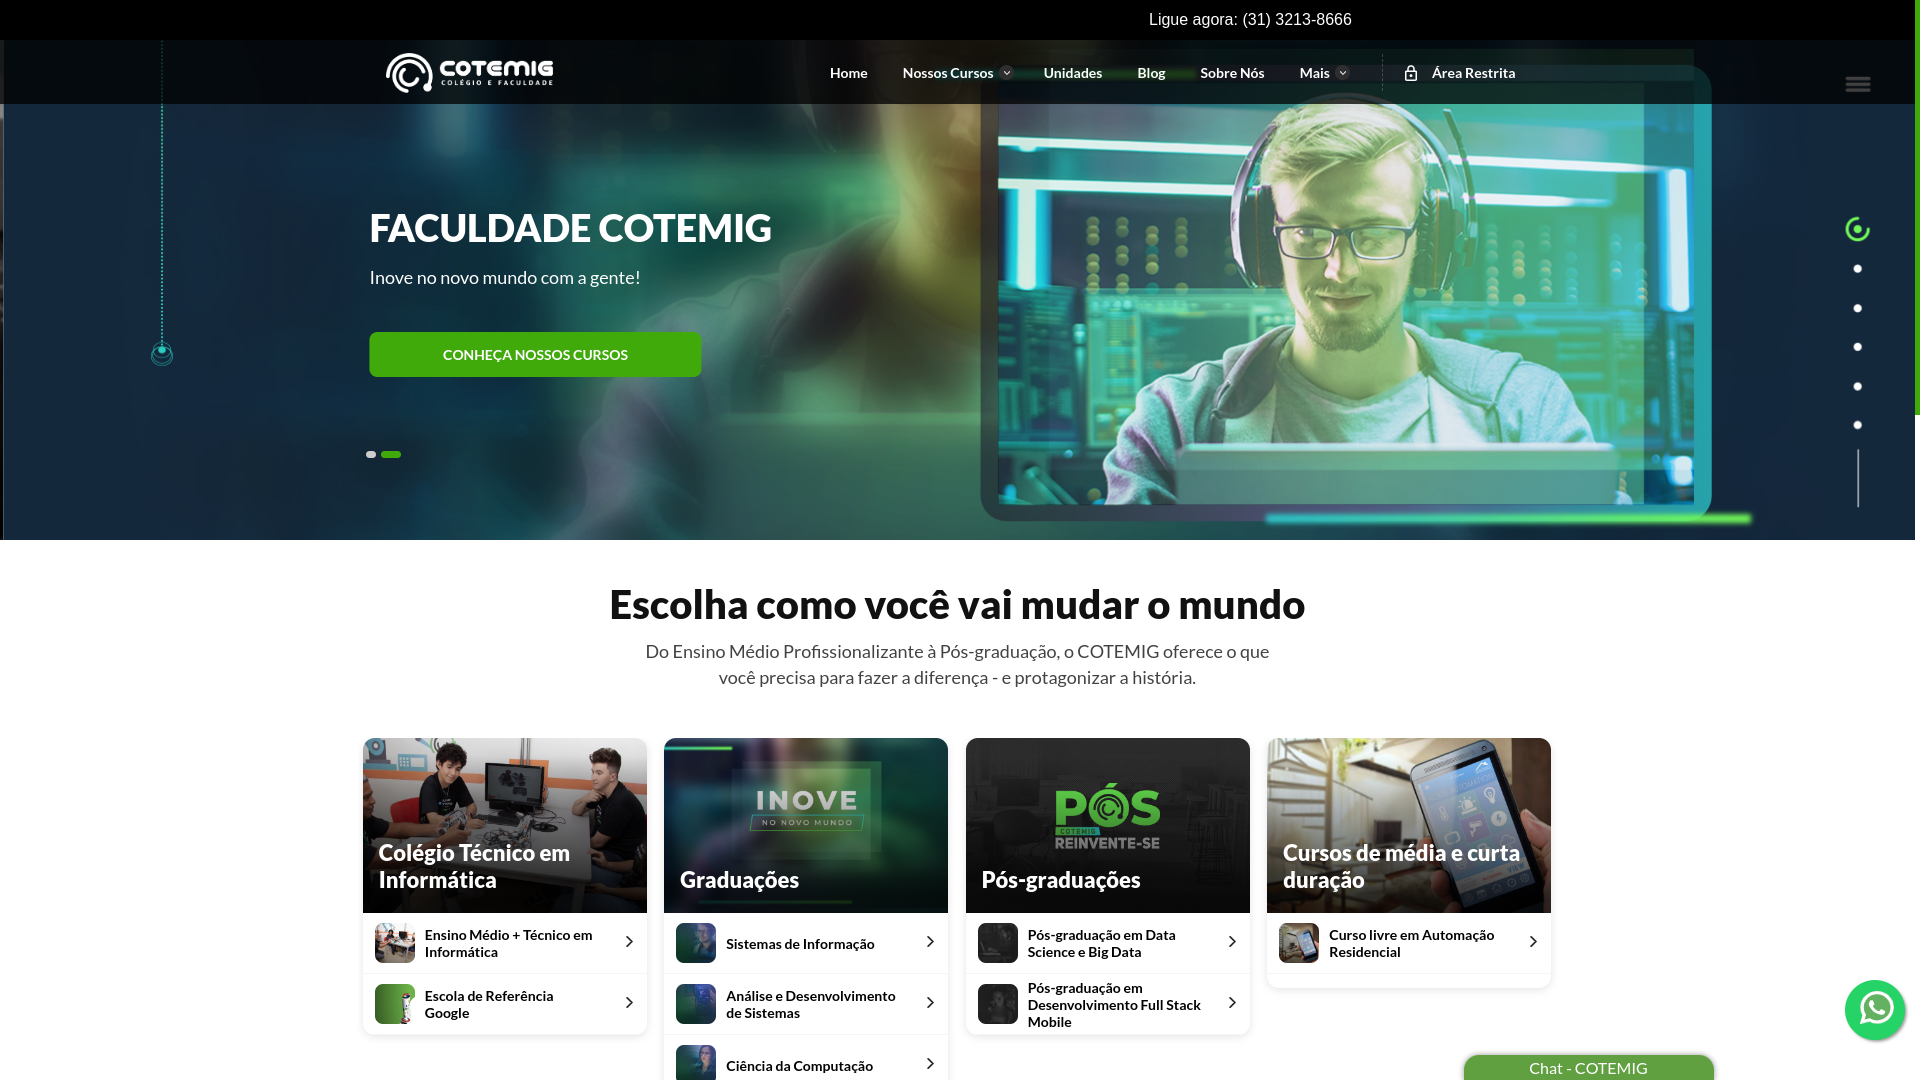 Ligue agora: (31) 3213-8666
COTEMIG
COLÉGIO E FACULDADE
Home
Nossos Cursos
Unidades
Blog
Sobre Nós
Mais
Área Restrita
FACULDADE COTEMIG
Inove no novo mundo com a gente!
CONHEÇA NOSSOS CURSOS
Escolha como você vai mudar o mundo
Do Ensino Médio Profissionalizante à Pós-graduação, o COTEMIG oferece o que
você precisa para fazer a diferença - e protagonizar a história.
Colégio Técnico em
Informática
Ensino Médio + Técnico em
Informática
Escola de Referência
Google
INOVE
NO NOVO MUNDO
Graduações
Sistemas de Informação
Análise e Desenvolvimento
de Sistemas
Ciência da Computação
PÓS
COTEMIG
REINVENTE-SE
Pós-graduações
Pós-graduação em Data
Science e Big Data
Pós-graduação em
Desenvolvimento Full Stack
Mobile
Cursos de média e curta
duração
Curso livre em Automação
Residencial
Chat - COTEMIG